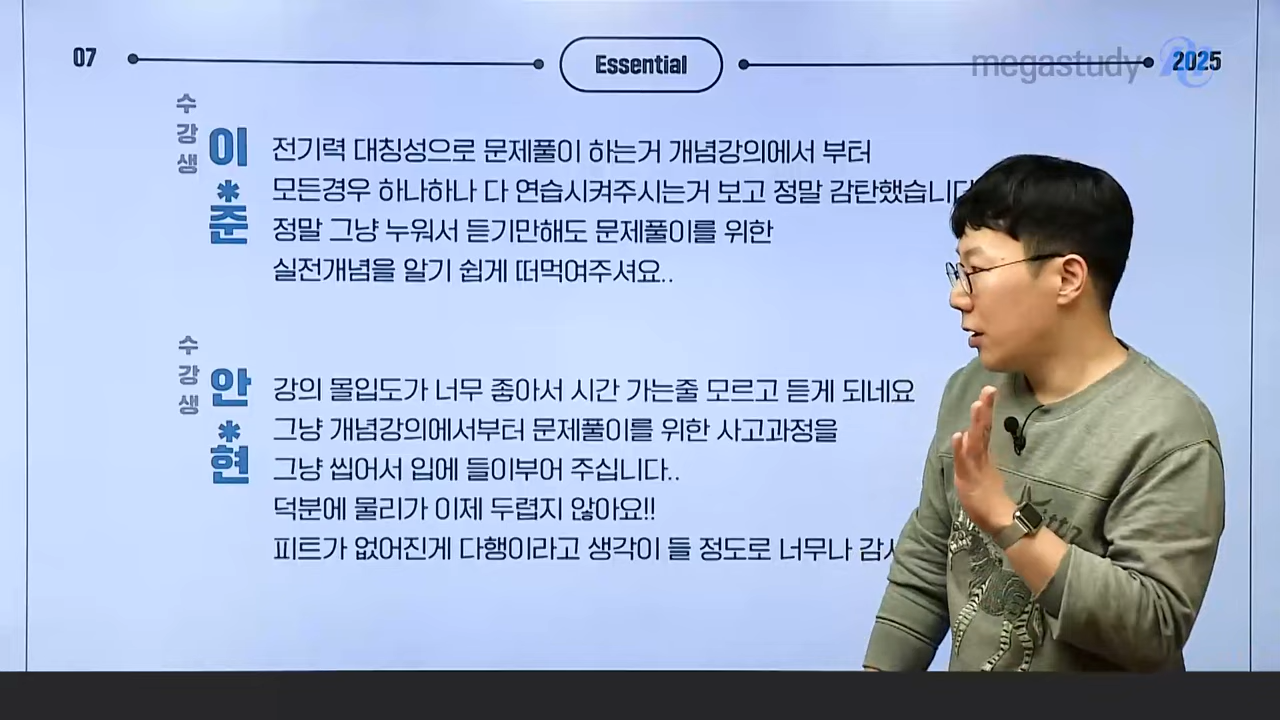 07
Essential
megastudy
2025
수강생
이*준
전기력 대칭성으로 문제풀이 하는거 개념강의에서 부터
모든경우 하나하나 다 연습시켜주시는거 보고 정말 감탄했습니다
정말 그냥 누워서 듣기만해도 문제풀이를 위한
실전개념을 알기 쉽게 떠먹여주셔요..
수강생
안*현
강의 몰입도가 너무 좋아서 시간 가는줄 모르고 듣게 되네요
그냥 개념강의에서부터 문제풀이를 위한 사고과정을
그냥 씹어서 입에 들이부어 주십니다..
덕분에 물리가 이제 두렵지 않아요!!
피트가 없어진게 다행이라고 생각이 들 정도로 너무나